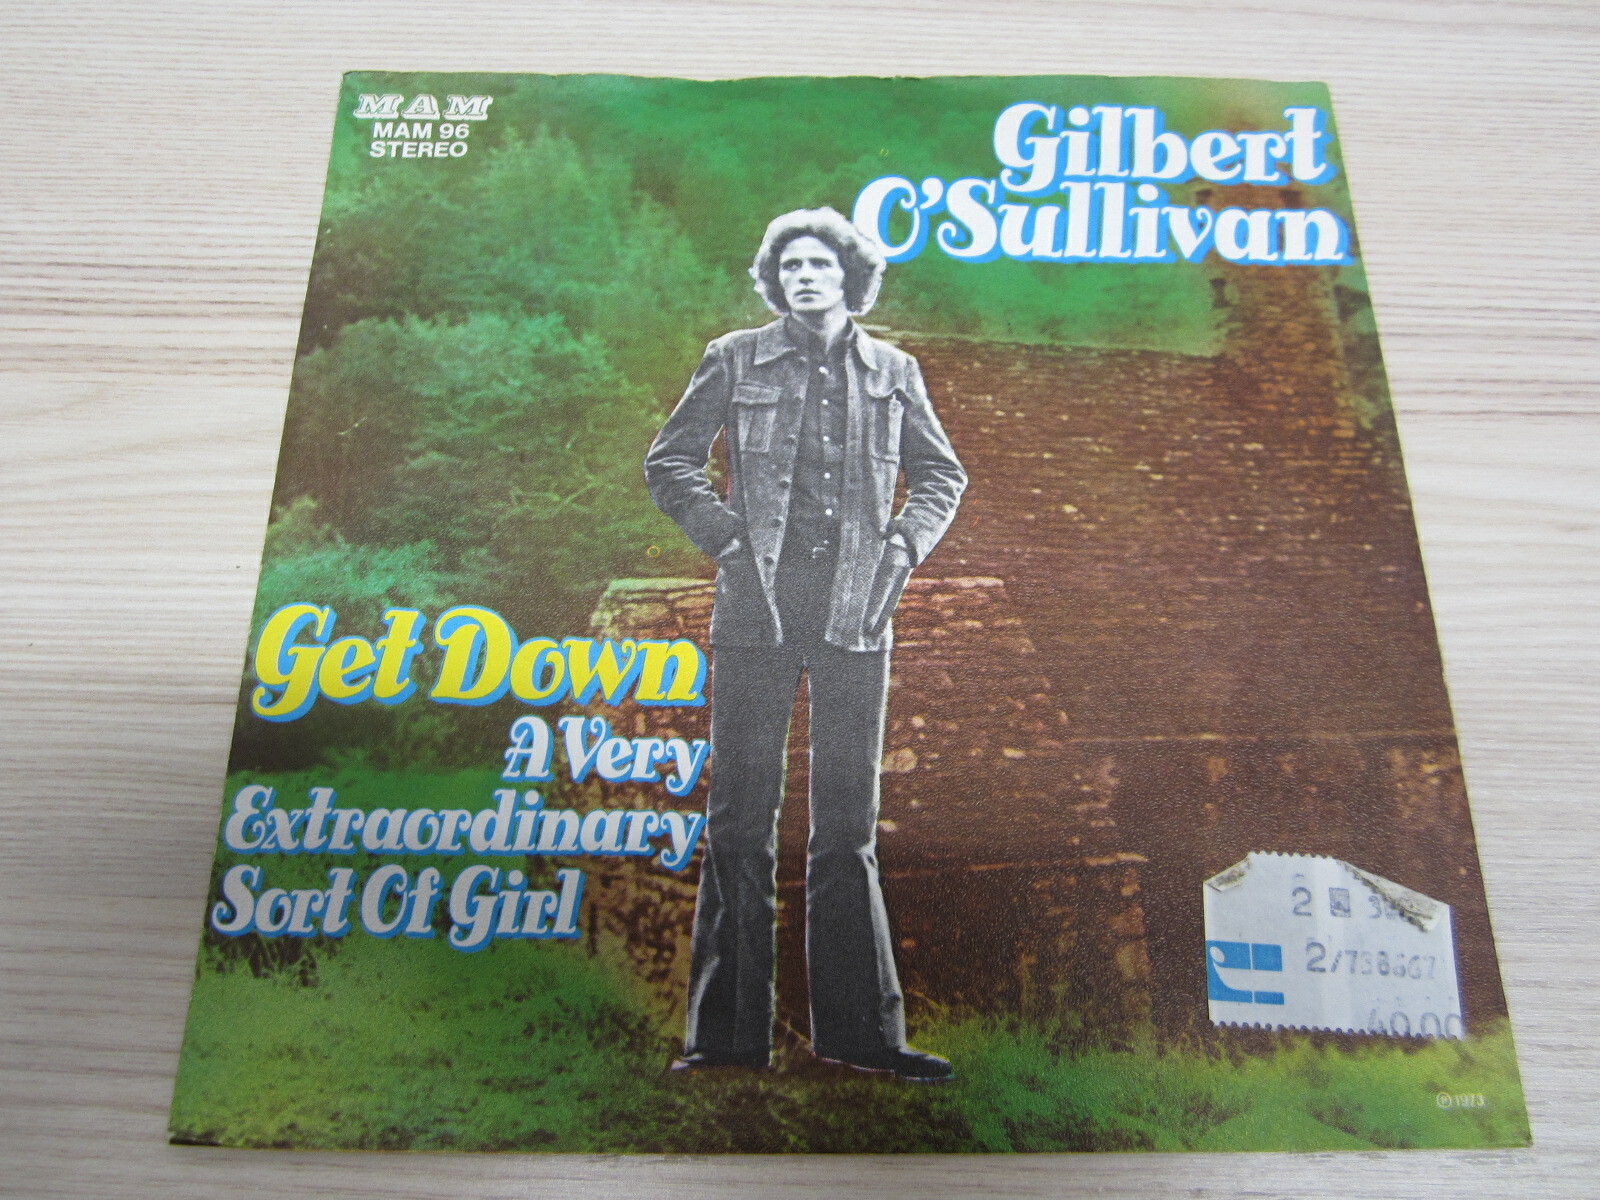 MAM
MAM 96
STEREO
Gilbert
O'Sullivan
Get Down
A Very
Extraordinary
Sort Of Girl
2
2/738667
40.00
℗ 1973